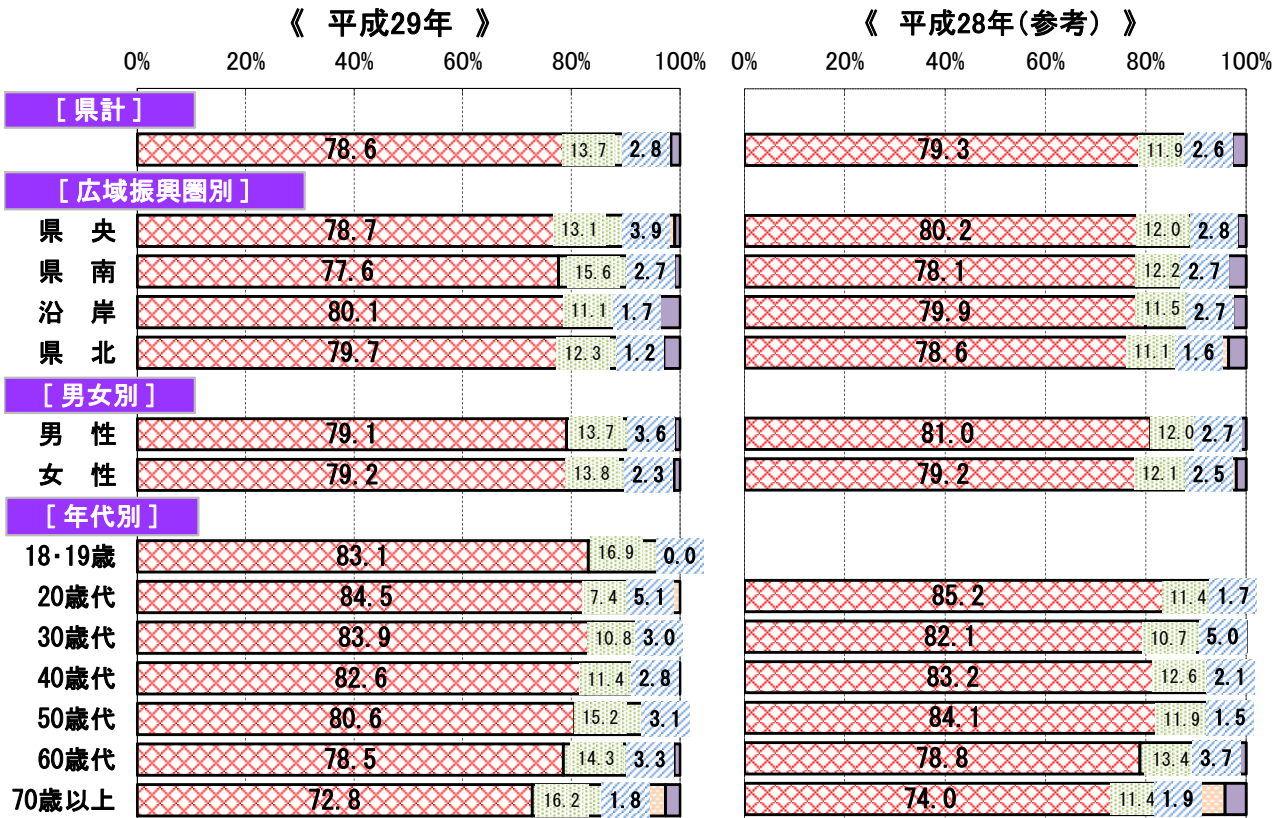 《 平成29年 》 《 平成28年(参考) 》
0% 20% 40% 60% 80% 100% 0% 20% 40% 60% 80% 100%
[ 県計 ]
78.6 13.7 2.8 79.3 11.9 2.6
[ 広域振興圏別 ]
県 央 78.7 13.1 3.9 80.2 12.0 2.8
県 南 77.6 15.6 2.7 78.1 12.2 2.7
沿 岸 80.1 11.1 1.7 79.9 11.5 2.7
県 北 79.7 12.3 1.2 78.6 11.1 1.6
[ 男女別 ]
男 性 79.1 13.7 3.6 81.0 12.0 2.7
女 性 79.2 13.8 2.3 79.2 12.1 2.5
[ 年代別 ]
18・19歳 83.1 16.9 0.0
20歳代 84.5 7.4 5.1 85.2 11.4 1.7
30歳代 83.9 10.8 3.0 82.1 10.7 5.0
40歳代 82.6 11.4 2.8 83.2 12.6 2.1
50歳代 80.6 15.2 3.1 84.1 11.9 1.5
60歳代 78.5 14.3 3.3 78.8 13.4 3.7
70歳以上 72.8 16.2 1.8 74.0 11.4 1.9